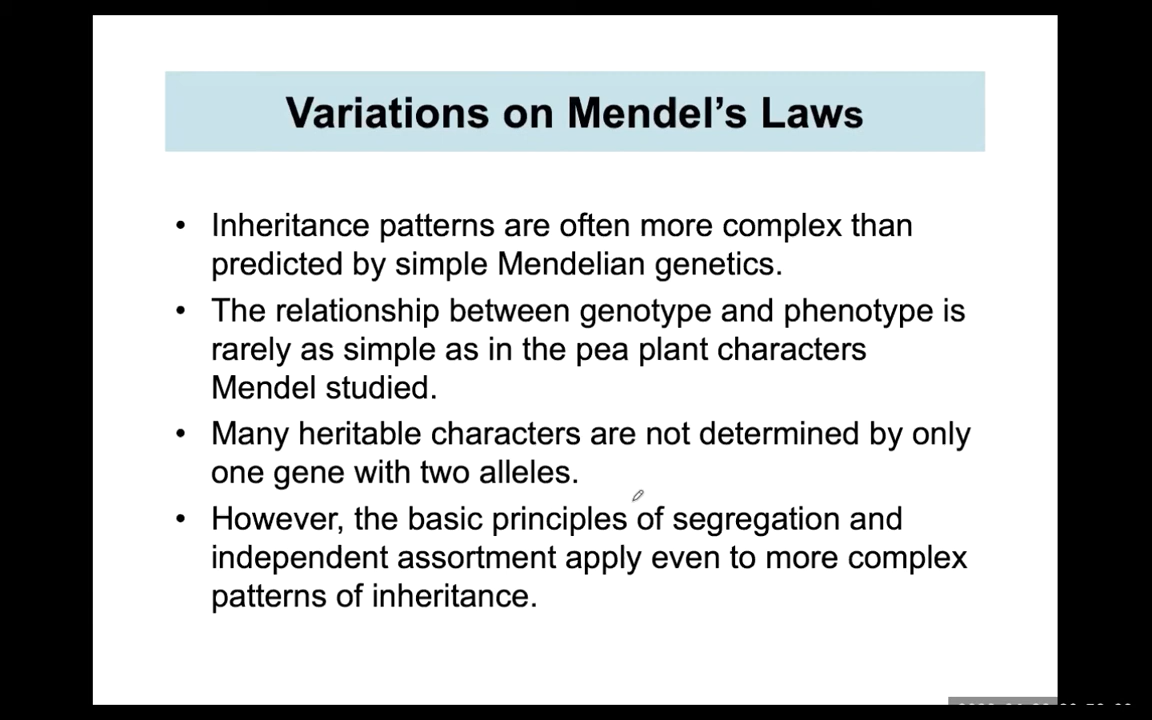 Variations on Mendel’s Laws
• Inheritance patterns are often more complex than
predicted by simple Mendelian genetics.
• The relationship between genotype and phenotype is
rarely as simple as in the pea plant characters
Mendel studied.
• Many heritable characters are not determined by only
one gene with two alleles.
• However, the basic principles of segregation and
independent assortment apply even to more complex
patterns of inheritance.